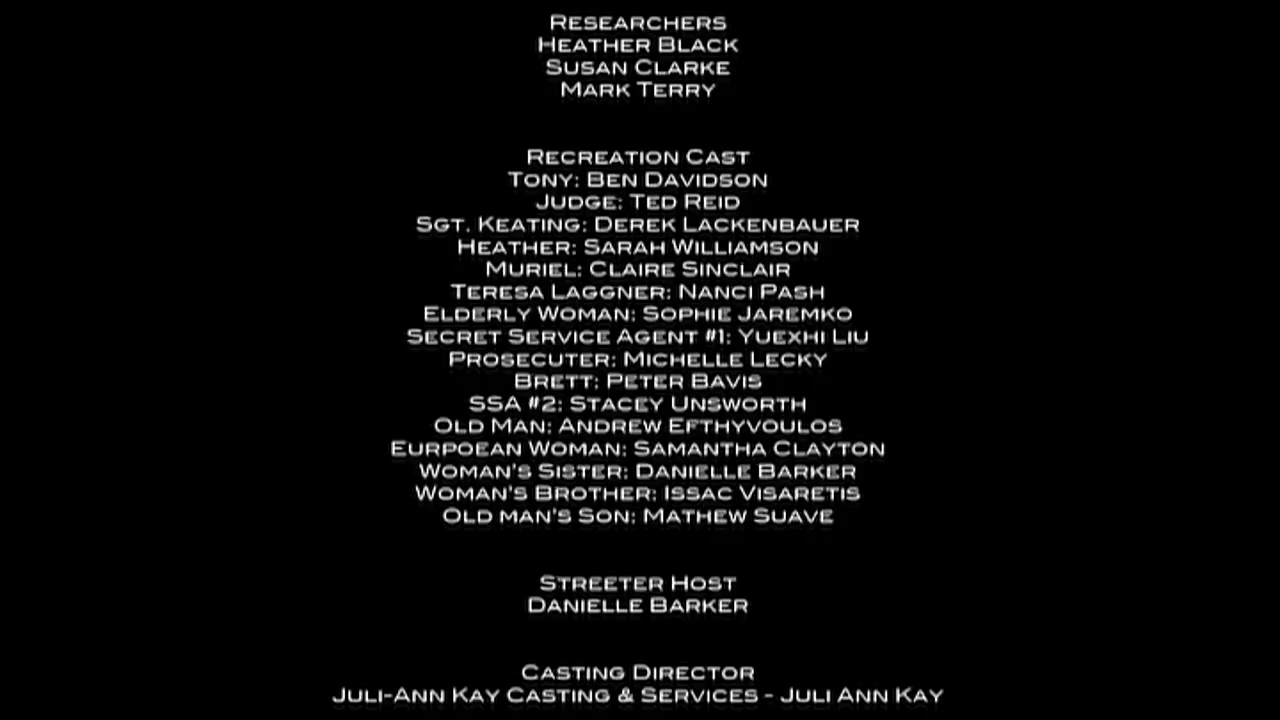 Researchers
Heather Black
Susan Clarke
Mark Terry
Recreation Cast
Tony: Ben Davidson
Judge: Ted Reid
Sgt. Keating: Derek Lackenbauer
Heather: Sarah Williamson
Muriel: Claire Sinclair
Teresa Laggner: Nanci Pash
Elderly Woman: Sophie Jaremko
Secret Service Agent #1: Yuexhi Liu
Prosecuter: Michelle Lecky
Brett: Peter Bavis
SSA #2: Stacey Unsworth
Old Man: Andrew Efthyvoulos
Eurpoean Woman: Samantha Clayton
Woman's Sister: Danielle Barker
Woman's Brother: Issac Visaretis
Old man's Son: Mathew Suave
Streeter Host
Danielle Barker
Casting Director
Juli-Ann Kay Casting & Services - Juli Ann Kay